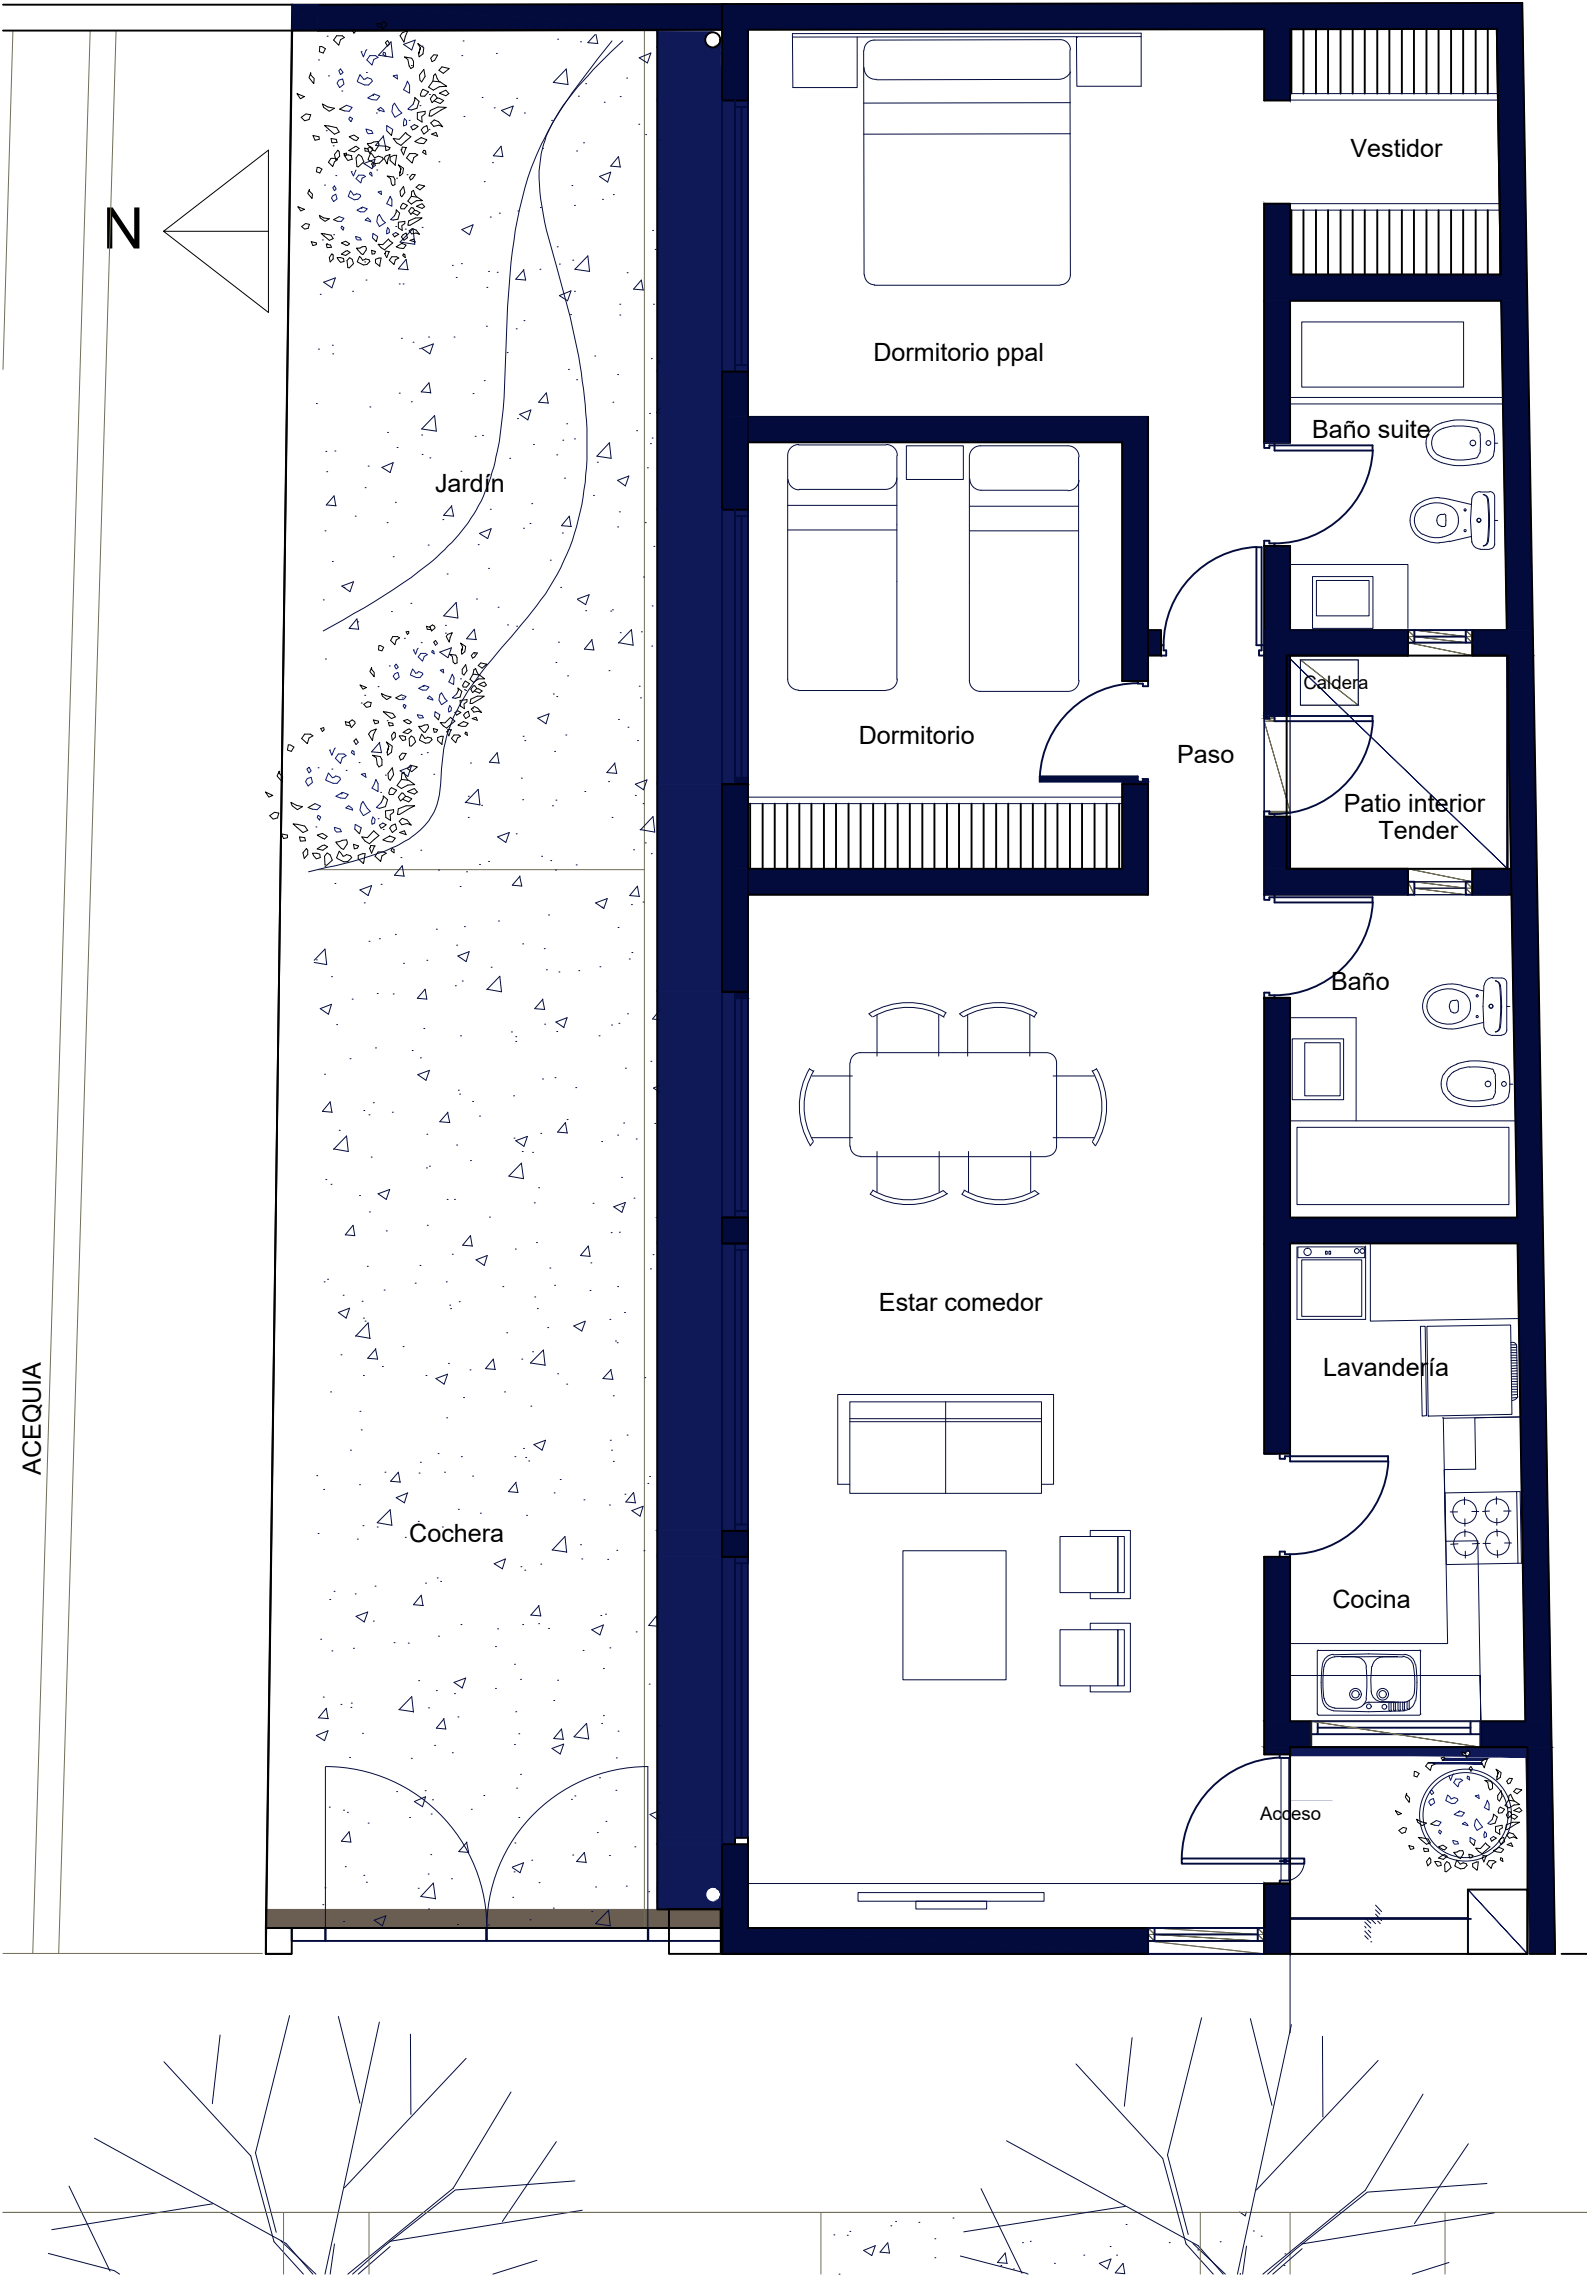 Vestidor
N
Dormitorio ppal
Baño suite
Jardín
Caldera
Dormitorio
Paso
Patio interior
Tender
Baño
Estar comedor
Lavandería
ACEQUIA
Cochera
Cocina
Acceso